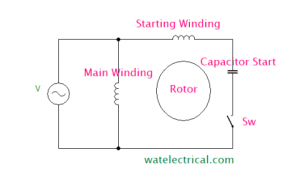 Starting Winding
Capacitor Start
Main Winding
Rotor
V
Sw
watelectrical.com